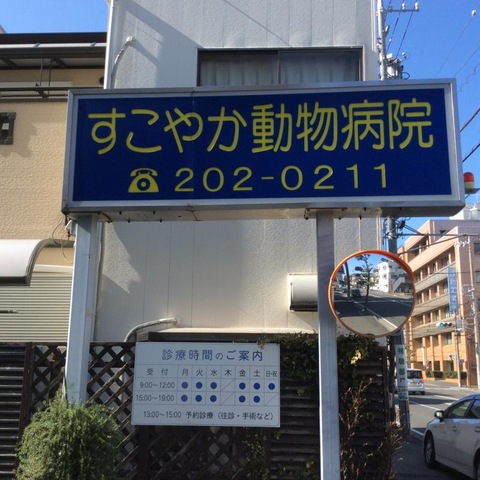 すこやか動物病院
☎ 202-0211
診療時間のご案内
受付 月 火 水 木 金 土 日・祝
9:00~12:00 ● ● ● / ● ● ●
15:00~19:00 ● ● ● / ● ●
13:00~15:00 予約診療（往診・手術など）